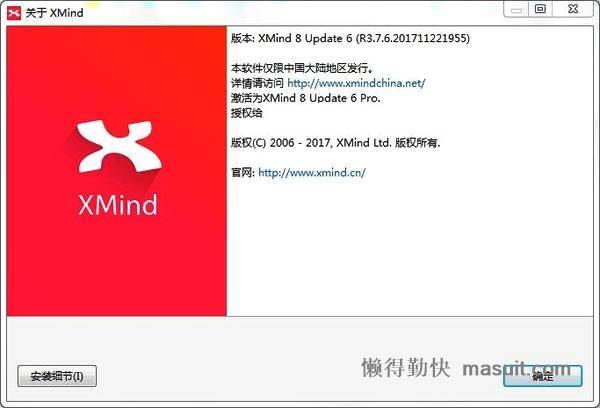 关于 XMind
版本: XMind 8 Update 6 (R3.7.6.201711221955)
本软件仅限中国大陆地区发行。
详情请访问 http://www.xmindchina.net/
激活为XMind 8 Update 6 Pro.
授权给
版权(C) 2006 - 2017, XMind Ltd. 版权所有.
官网: http://www.xmind.cn/
XMind
安装细节(I)
确定
懒得勤快 masuit.com